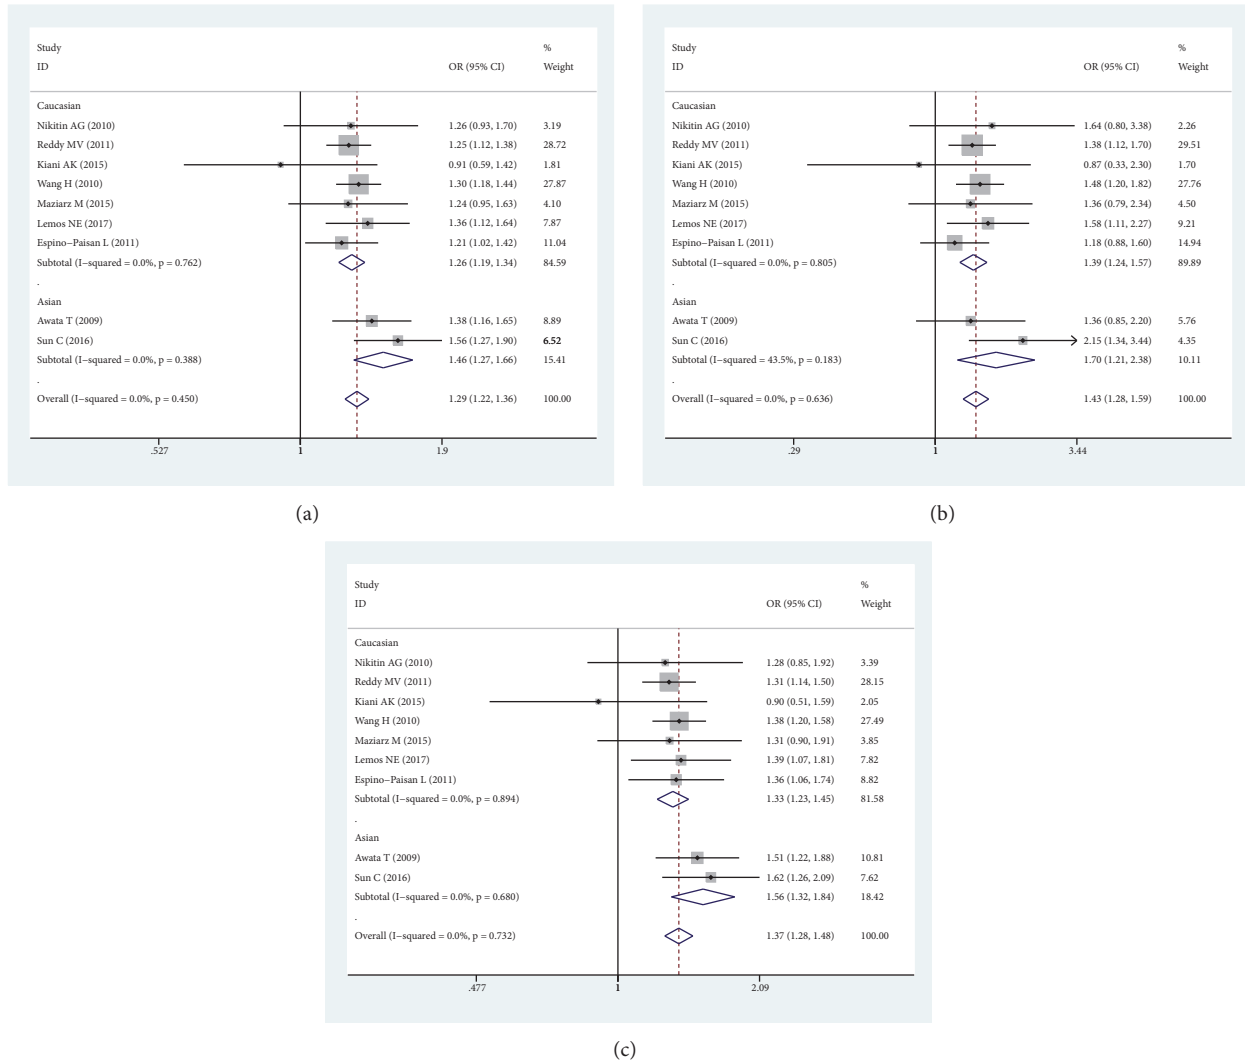 Study %
ID OR (95% CI) Weight
Caucasian
Nikitin AG (2010) 1.26 (0.93, 1.70) 3.19
Reddy MV (2011) 1.25 (1.12, 1.38) 28.72
Kiani AK (2015) 0.91 (0.59, 1.42) 1.81
Wang H (2010) 1.30 (1.18, 1.44) 27.87
Maziarz M (2015) 1.24 (0.95, 1.63) 4.10
Lemos NE (2017) 1.36 (1.12, 1.64) 7.87
Espino−Paisan L (2011) 1.21 (1.02, 1.42) 11.04
Subtotal (I−squared = 0.0%, p = 0.762) 1.26 (1.19, 1.34) 84.59
.
Asian
Awata T (2009) 1.38 (1.16, 1.65) 8.89
Sun C (2016) 1.56 (1.27, 1.90) 6.52
Subtotal (I−squared = 0.0%, p = 0.388) 1.46 (1.27, 1.66) 15.41
.
Overall (I−squared = 0.0%, p = 0.450) 1.29 (1.22, 1.36) 100.00
.527 1 1.9
(a)
Study %
ID OR (95% CI) Weight
Caucasian
Nikitin AG (2010) 1.64 (0.80, 3.38) 2.26
Reddy MV (2011) 1.38 (1.12, 1.70) 29.51
Kiani AK (2015) 0.87 (0.33, 2.30) 1.70
Wang H (2010) 1.48 (1.20, 1.82) 27.76
Maziarz M (2015) 1.36 (0.79, 2.34) 4.50
Lemos NE (2017) 1.58 (1.11, 2.27) 9.21
Espino−Paisan L (2011) 1.18 (0.88, 1.60) 14.94
Subtotal (I−squared = 0.0%, p = 0.805) 1.39 (1.24, 1.57) 89.89
.
Asian
Awata T (2009) 1.36 (0.85, 2.20) 5.76
Sun C (2016) 2.15 (1.34, 3.44) 4.35
Subtotal (I−squared = 43.5%, p = 0.183) 1.70 (1.21, 2.38) 10.11
.
Overall (I−squared = 0.0%, p = 0.636) 1.43 (1.28, 1.59) 100.00
.29 1 3.44
(b)
Study %
ID OR (95% CI) Weight
Caucasian
Nikitin AG (2010) 1.28 (0.85, 1.92) 3.39
Reddy MV (2011) 1.31 (1.14, 1.50) 28.15
Kiani AK (2015) 0.90 (0.51, 1.59) 2.05
Wang H (2010) 1.38 (1.20, 1.58) 27.49
Maziarz M (2015) 1.31 (0.90, 1.91) 3.85
Lemos NE (2017) 1.39 (1.07, 1.81) 7.82
Espino−Paisan L (2011) 1.36 (1.06, 1.74) 8.82
Subtotal (I−squared = 0.0%, p = 0.894) 1.33 (1.23, 1.45) 81.58
.
Asian
Awata T (2009) 1.51 (1.22, 1.88) 10.81
Sun C (2016) 1.62 (1.26, 2.09) 7.62
Subtotal (I−squared = 0.0%, p = 0.680) 1.56 (1.32, 1.84) 18.42
.
Overall (I−squared = 0.0%, p = 0.732) 1.37 (1.28, 1.48) 100.00
.477 1 2.09
(c)